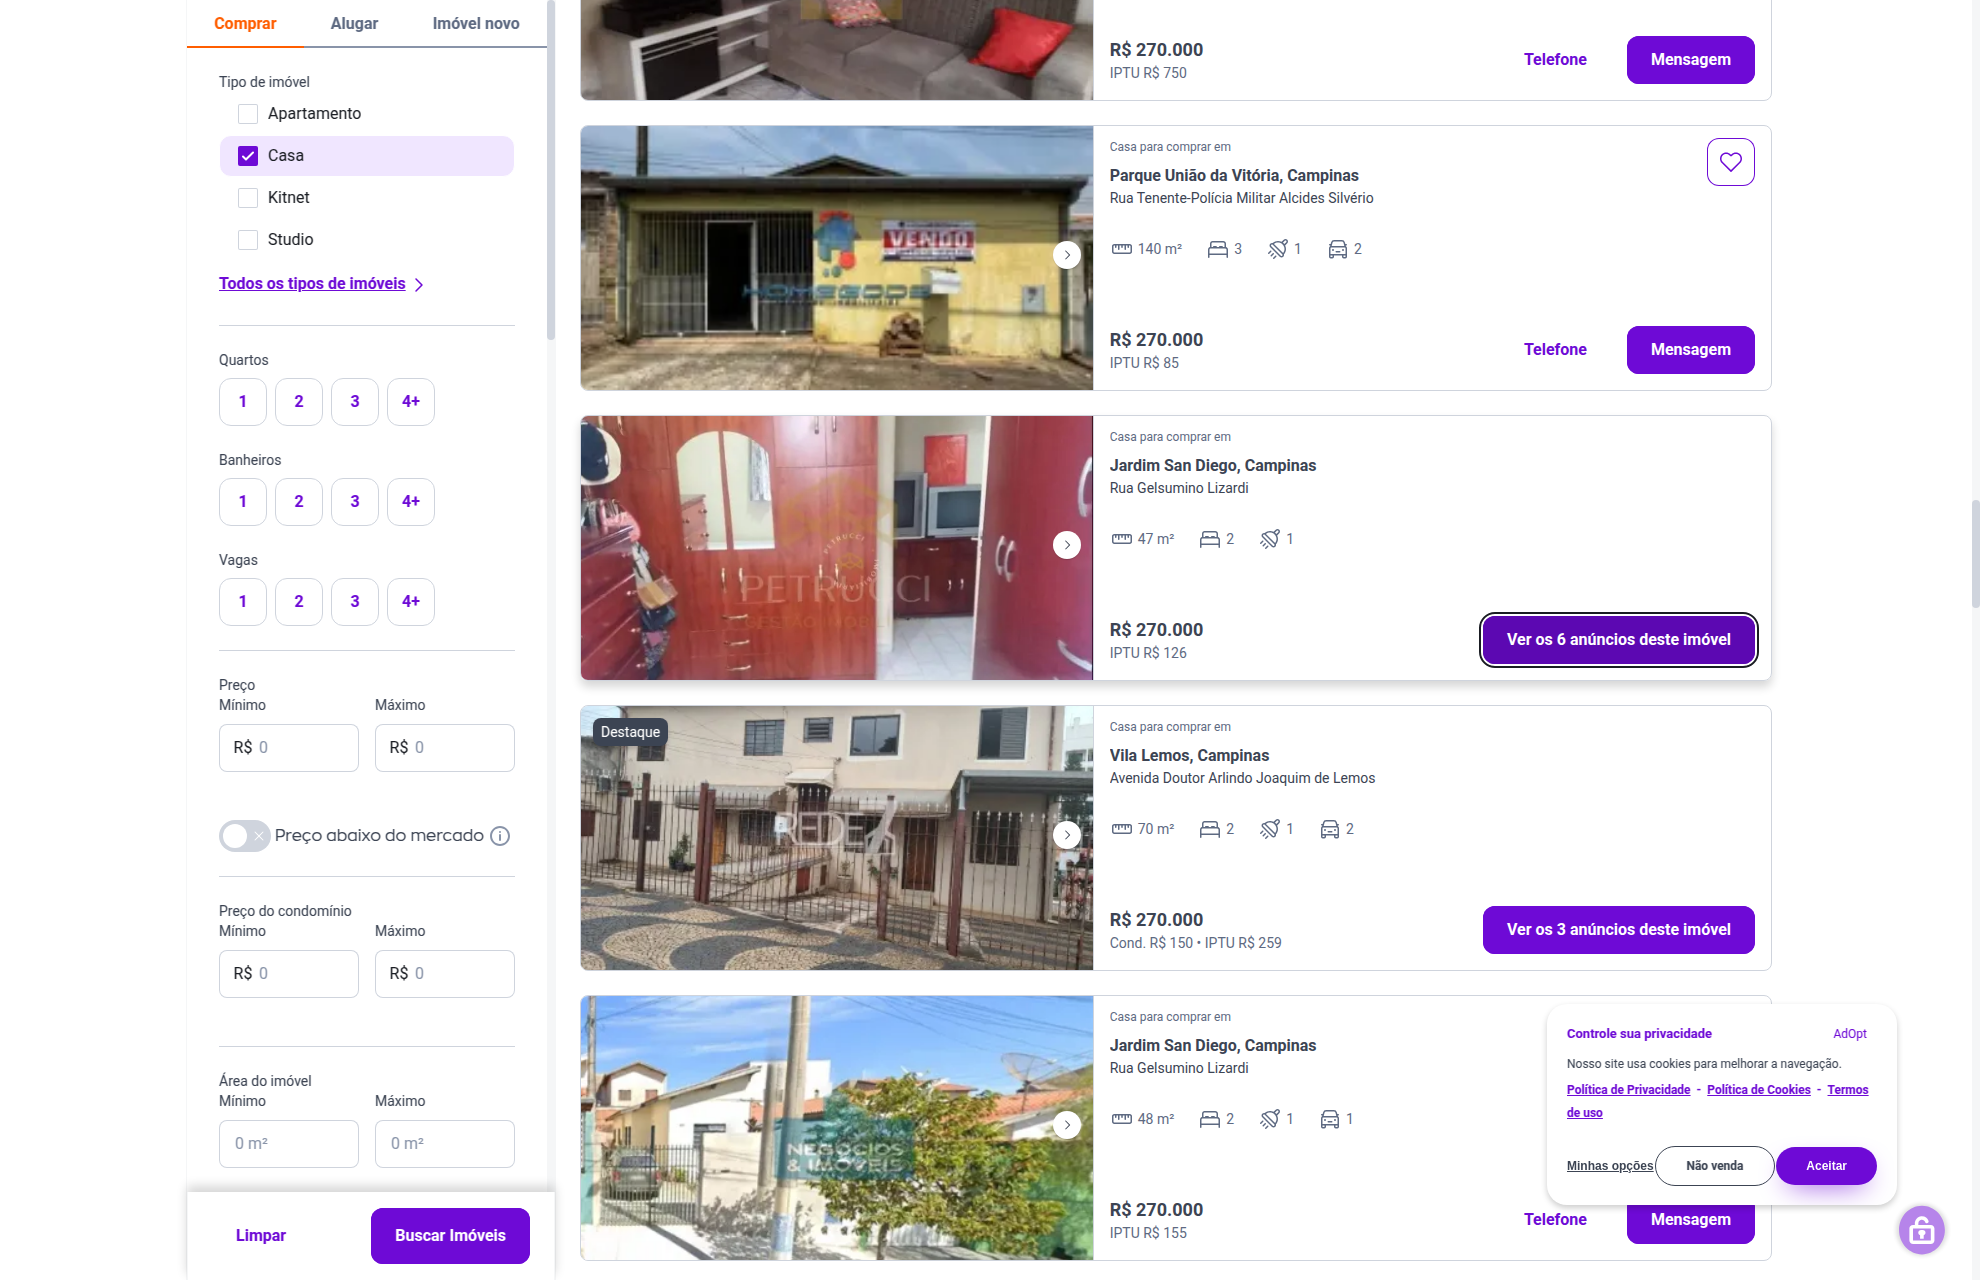 Comprar
Alugar
Imóvel novo
Tipo de imóvel
Apartamento
Casa
Kitnet
Studio
Todos os tipos de imóveis
Quartos
1
2
3
4+
Banheiros
1
2
3
4+
Vagas
1
2
3
4+
Preço
Mínimo
Máximo
R$ 0
R$ 0
Preço abaixo do mercado
Preço do condomínio
Mínimo
Máximo
R$ 0
R$ 0
Área do imóvel
Mínimo
Máximo
0 m²
0 m²
Limpar
Buscar Imóveis
R$ 270.000
IPTU R$ 750
Telefone
Mensagem
VENDO
HOMEGODS
Casa para comprar em
Parque União da Vitória, Campinas
Rua Tenente-Polícia Militar Alcides Silvério
140 m²
3
1
2
R$ 270.000
IPTU R$ 85
Telefone
Mensagem
PETRUCCI
PETRUCCI
Casa para comprar em
Jardim San Diego, Campinas
Rua Gelsumino Lizardi
47 m²
2
1
R$ 270.000
IPTU R$ 126
Ver os 6 anúncios deste imóvel
Destaque
REDE
Casa para comprar em
Vila Lemos, Campinas
Avenida Doutor Arlindo Joaquim de Lemos
70 m²
2
1
2
R$ 270.000
Cond. R$ 150 • IPTU R$ 259
Ver os 3 anúncios deste imóvel
NEGÓCIOS
& IMÓVEIS
Casa para comprar em
Jardim San Diego, Campinas
Rua Gelsumino Lizardi
48 m²
2
1
1
R$ 270.000
IPTU R$ 155
Telefone
Mensagem
Controle sua privacidade
AdOpt
Nosso site usa cookies para melhorar a navegação.
Política de Privacidade - Política de Cookies - Termos
de uso
Minhas opções
Não venda
Aceitar